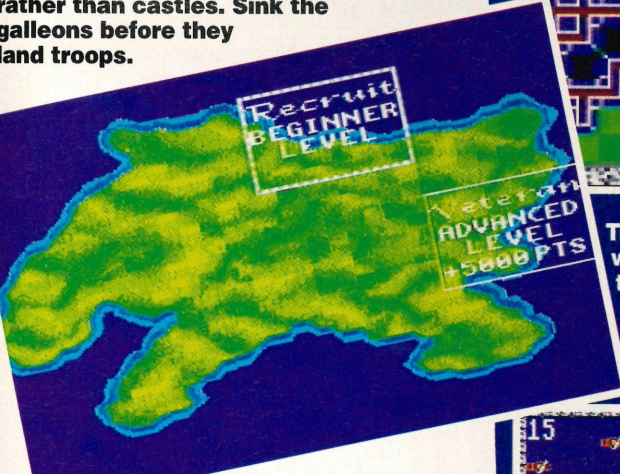 rather than castles. Sink the
galleons before they
land troops.
Recruit
BEGINNER
LEVEL
Veteran
ADVANCED
LEVEL
+5000 PTS
15